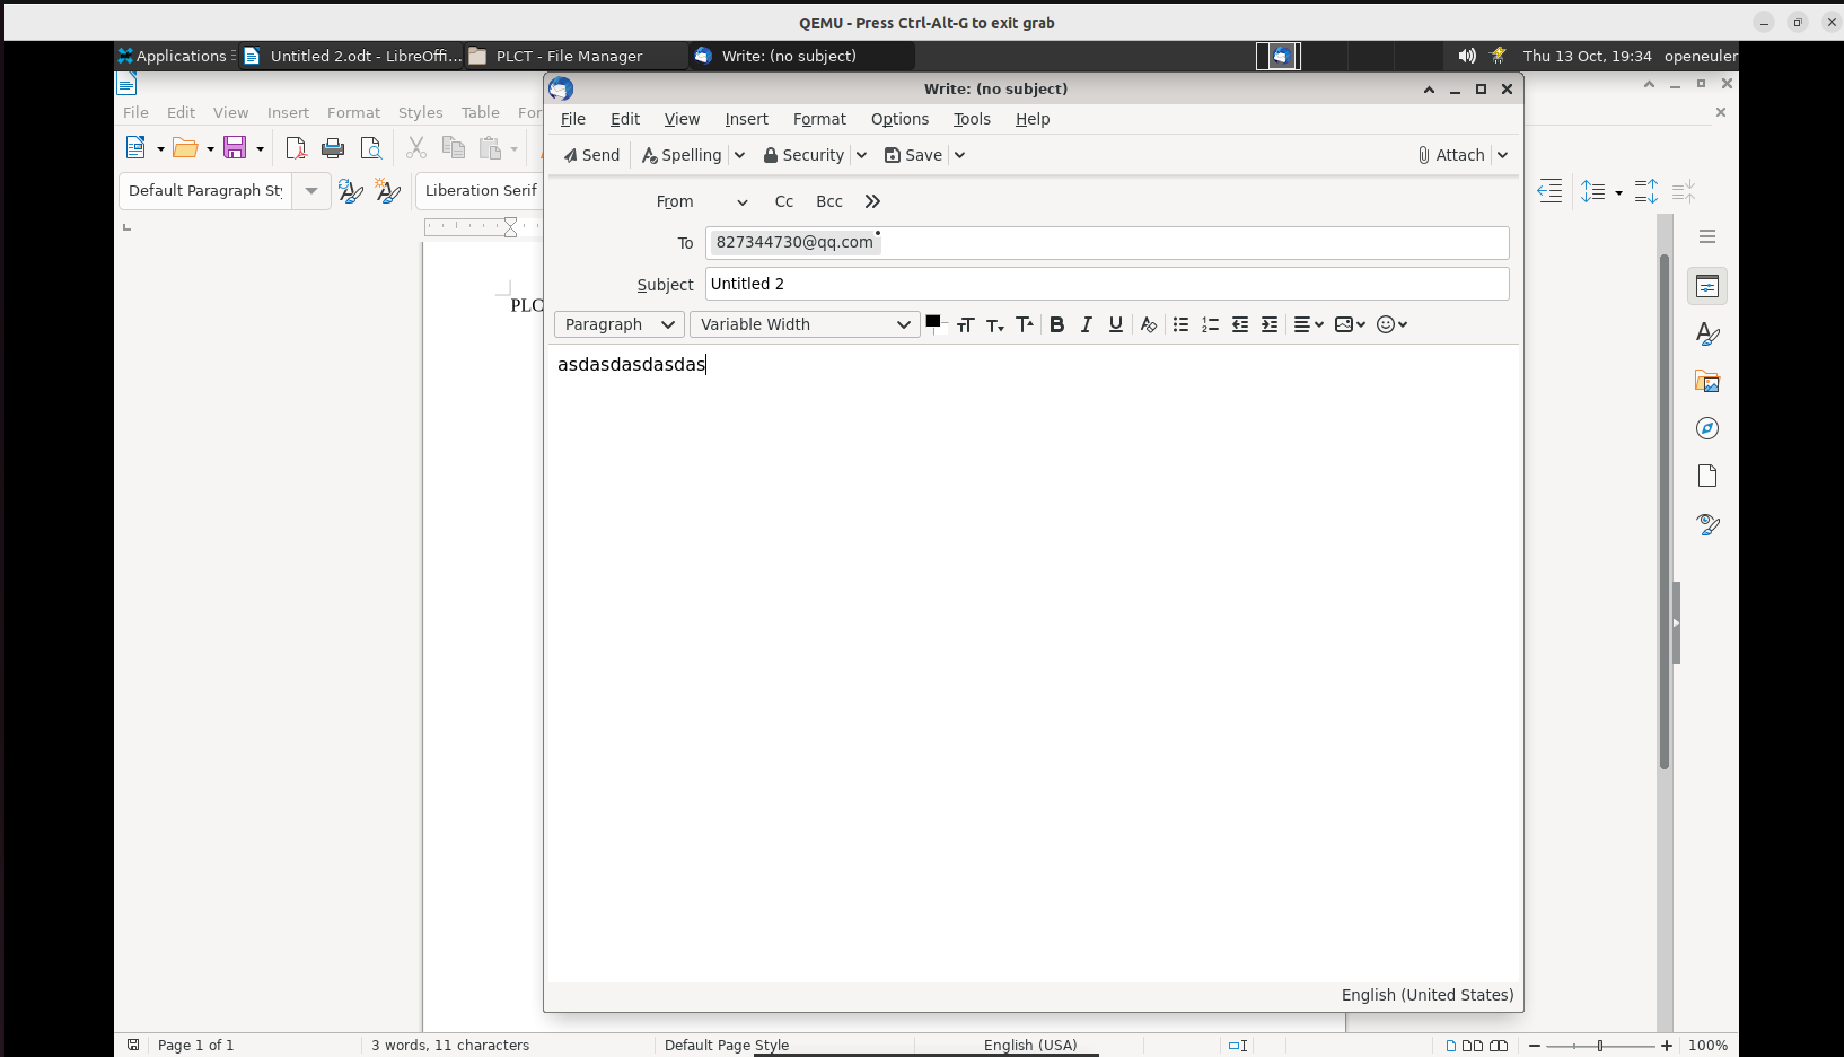 QEMU - Press Ctrl-Alt-G to exit grab
Applications Untitled 2.odt - LibreOffi... PLCT - File Manager Write: (no subject) Thu 13 Oct, 19:34 openeuler
Write: (no subject)
File Edit View Insert Format Styles Table For
File Edit View Insert Format Options Tools Help
Send Spelling Security Save Attach
Default Paragraph Sty Liberation Serif
From Cc Bcc
To 827344730@qq.com
Subject Untitled 2
PLC
Paragraph Variable Width
asdasdasdasdas
English (United States)
Page 1 of 1 3 words, 11 characters Default Page Style English (USA) 100%